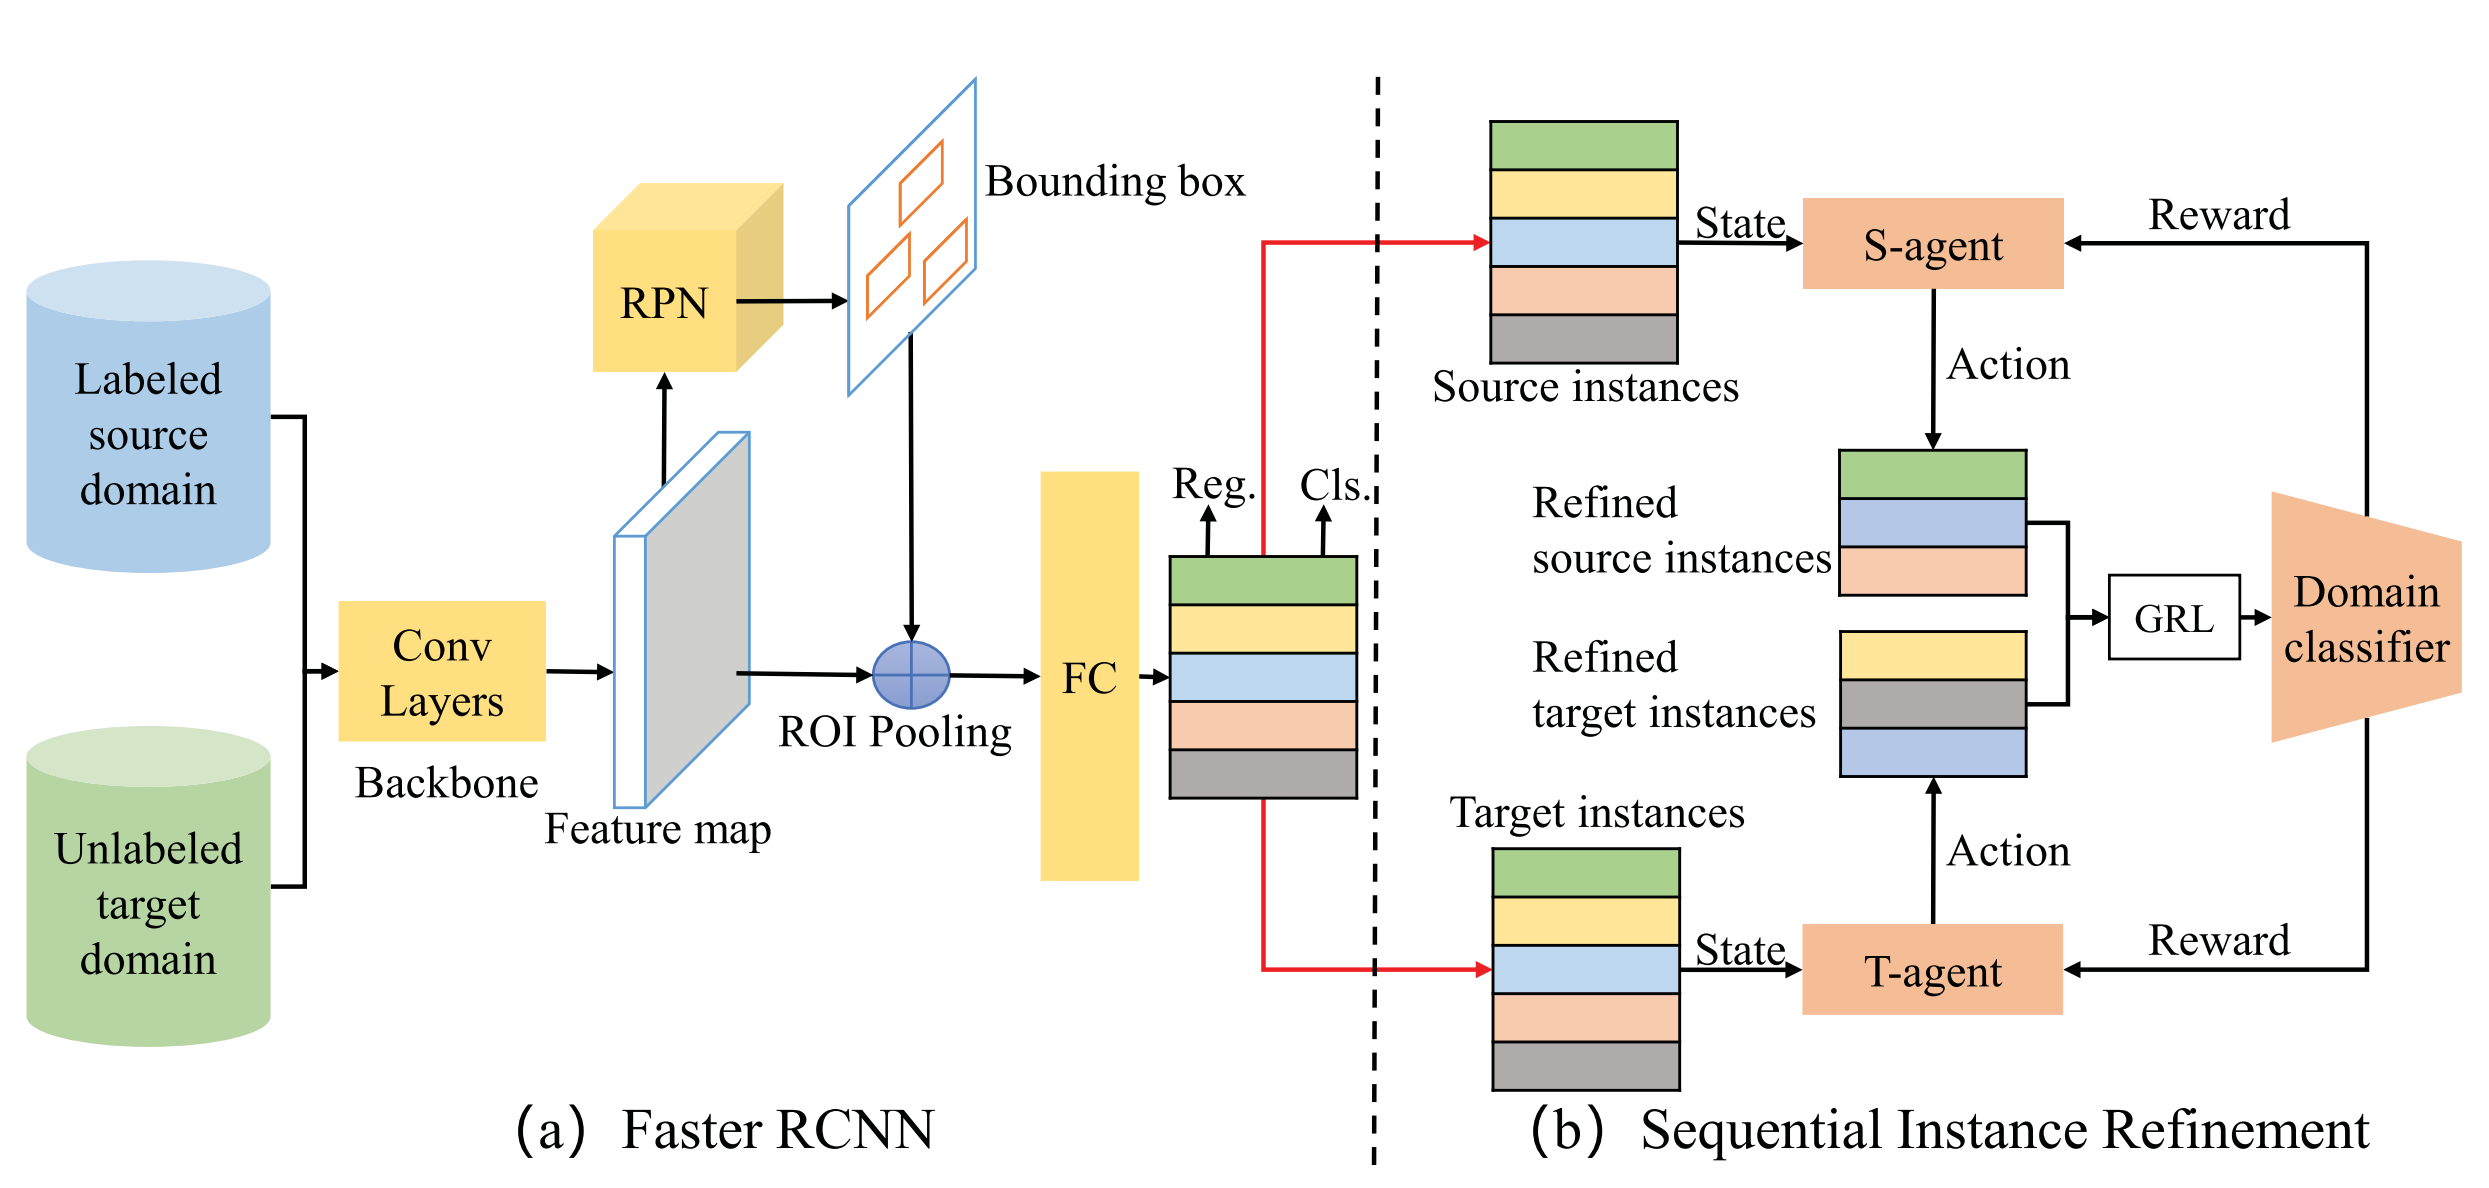 Labeled
source
domain
Unlabeled
target
domain
Conv
Layers
Backbone
RPN
Feature map
Bounding box
ROI Pooling
FC
Reg.
Cls.
(a) Faster RCNN
Source instances
State
S-agent
Reward
Action
Refined
source instances
Refined
target instances
GRL
Domain
classifier
Target instances
Action
State
T-agent
Reward
(b) Sequential Instance Refinement